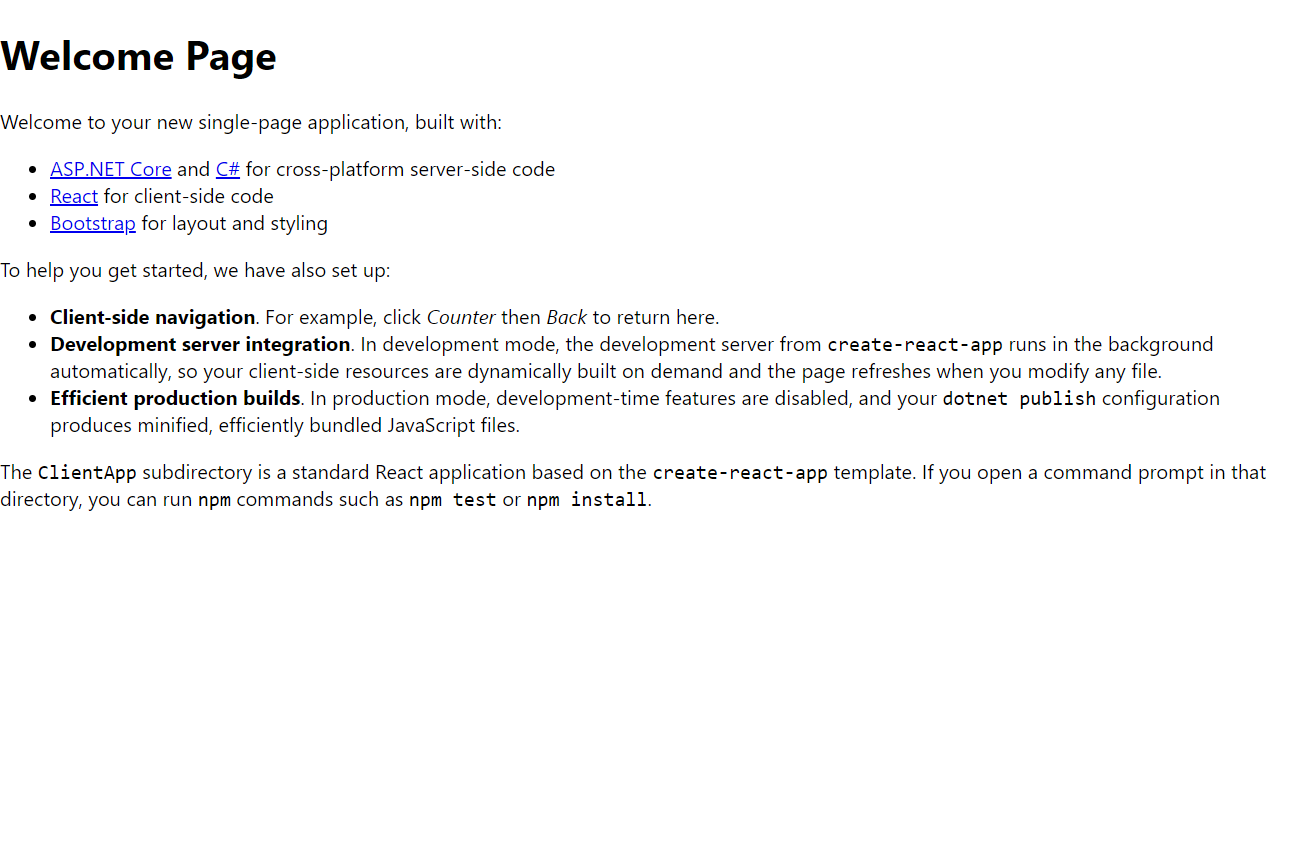 Welcome Page
Welcome to your new single-page application, built with:
ASP.NET Core and C# for cross-platform server-side code
React for client-side code
Bootstrap for layout and styling
To help you get started, we have also set up:
Client-side navigation. For example, click Counter then Back to return here.
Development server integration. In development mode, the development server from create-react-app runs in the background
automatically, so your client-side resources are dynamically built on demand and the page refreshes when you modify any file.
Efficient production builds. In production mode, development-time features are disabled, and your dotnet publish configuration
produces minified, efficiently bundled JavaScript files.
The ClientApp subdirectory is a standard React application based on the create-react-app template. If you open a command prompt in that
directory, you can run npm commands such as npm test or npm install.